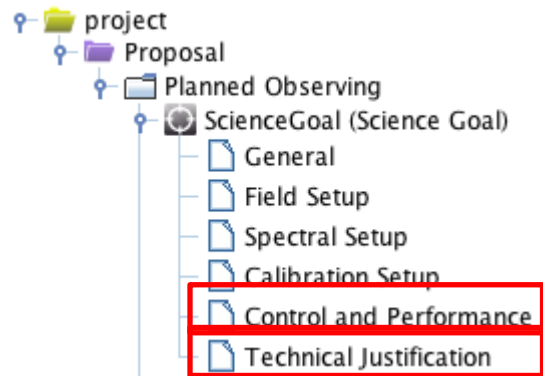 project
Proposal
Planned Observing
ScienceGoal (Science Goal)
General
Field Setup
Spectral Setup
Calibration Setup
Control and Performance
Technical Justification